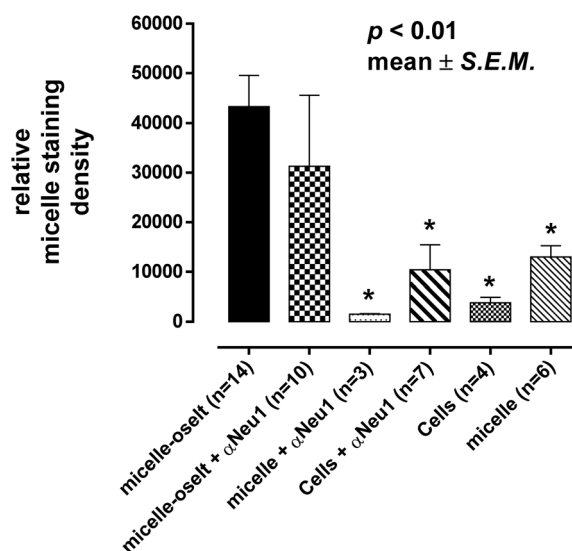 p < 0.01
mean ± S.E.M.
relative
micelle staining
density
60000
50000
40000
30000
20000
10000
0
*
*
*
*
micelle-oselt (n=14)
micelle-oselt + αNeu1 (n=10)
micelle + αNeu1 (n=3)
Cells + αNeu1 (n=7)
Cells (n=4)
micelle (n=6)